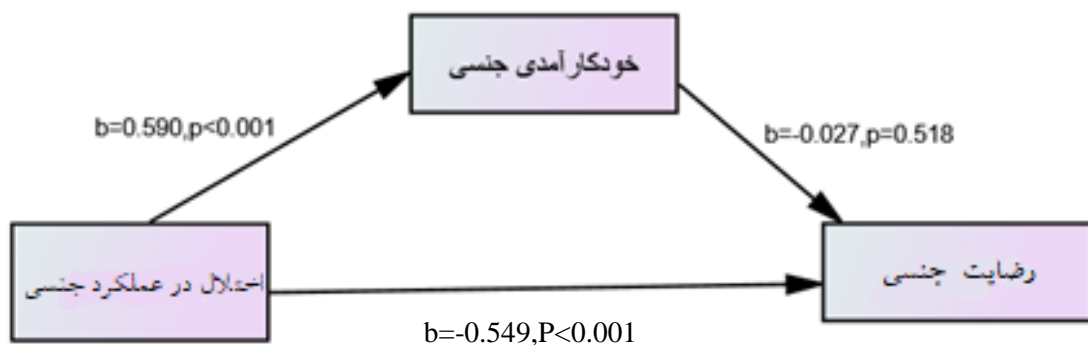 خودکارآمدی جنسی
b=0.590,p<0.001
b=-0.027,p=0.518
اختلال در عملکرد جنسی
رضایت جنسی
b=-0.549,P<0.001